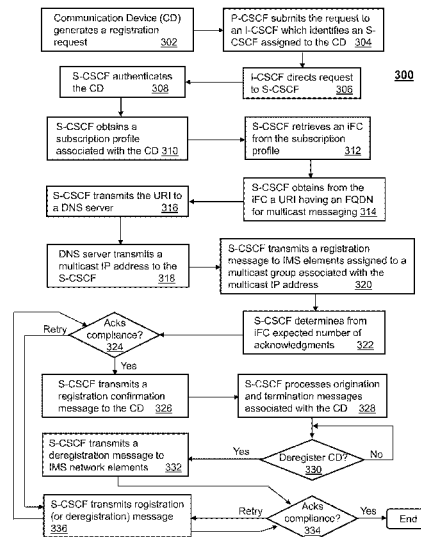 Communication Device (CD)
generates a registration
request 302
P-CSCF submits the request to
an I-CSCF which identifies an S-
CSCF assigned to the CD 304
300
S-CSCF authenticates
the CD 308
I-CSCF directs request
to S-CSCF 306
S-CSCF obtains a
subscription profile
associated with the CD 310
S-CSCF retrieves an iFC
from the subscription
profile 312
S-CSCF transmits the URI to
a DNS server 316
S-CSCF obtains from the
iFC a URI having an FQDN
for multicast messaging 314
DNS server transmits a
multicast IP address to the
S-CSCF 318
S-CSCF transmits a registration
message to IMS elements assigned to a
multicast group associated with the
multicast IP address 320
Retry
Acks
compliance?
324
S-CSCF determines from
iFC expected number of
acknowledgments 322
Yes
S-CSCF transmits a
registration confirmation
message to the CD 326
S-CSCF processes origination
and termination messages
associated with the CD 328
S-CSCF transmits a
deregistration message to
IMS network elements 332
Yes
Deregister CD?
330
No
S-CSCF transmits registration
(or deregistration) message
336
Retry
Acks
compliance?
334
Yes
End